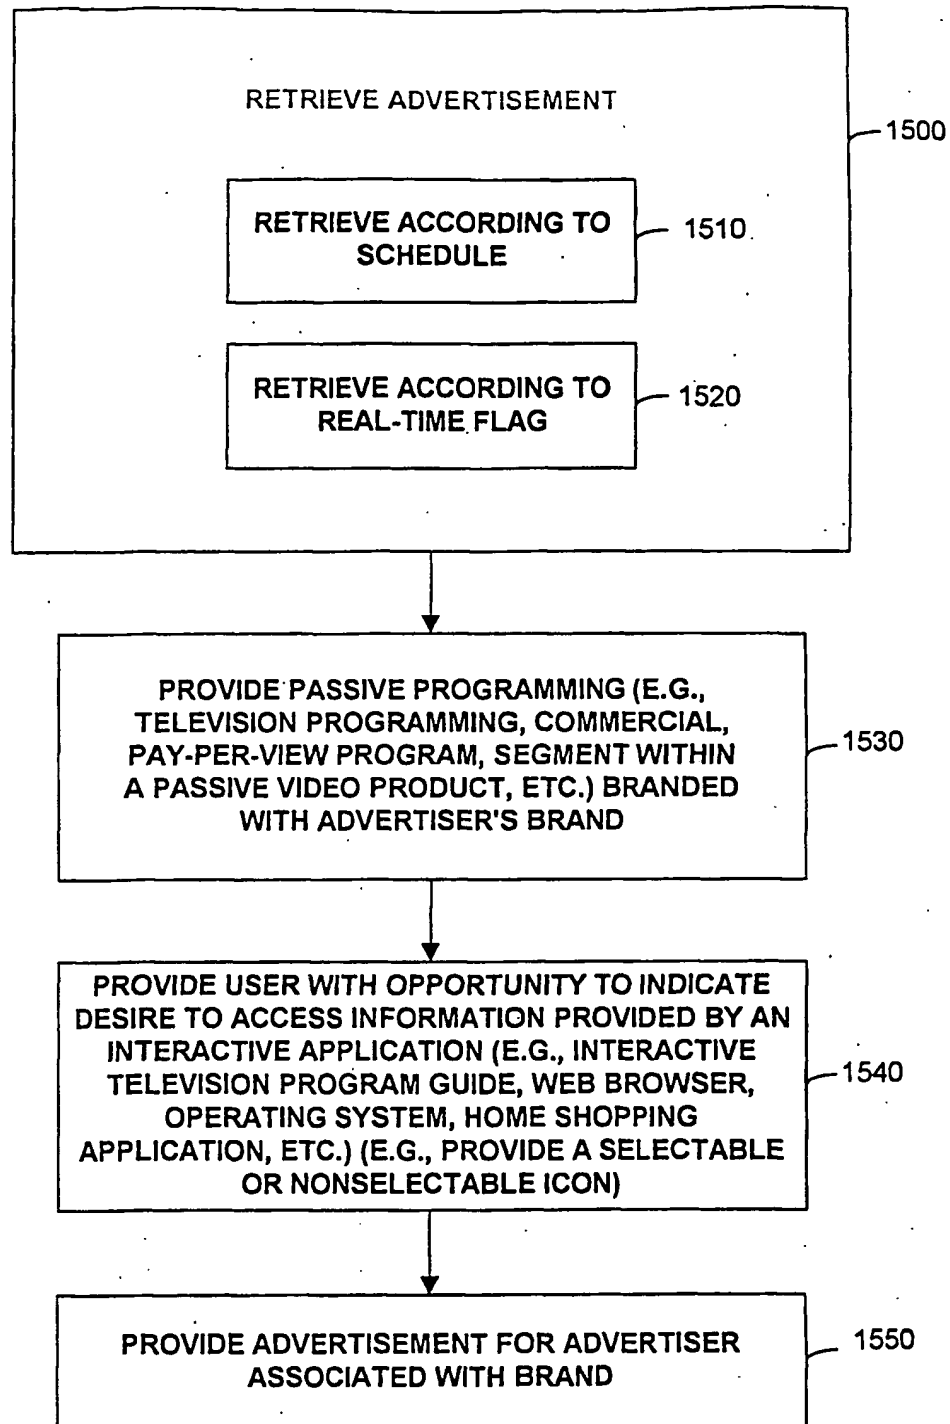 RETRIEVE ADVERTISEMENT
1500
RETRIEVE ACCORDING TO
SCHEDULE
1510
RETRIEVE ACCORDING TO
REAL-TIME FLAG
1520
PROVIDE PASSIVE PROGRAMMING (E.G.,
TELEVISION PROGRAMMING, COMMERCIAL,
PAY-PER-VIEW PROGRAM, SEGMENT WITHIN
A PASSIVE VIDEO PRODUCT, ETC.) BRANDED
WITH ADVERTISER'S BRAND
1530
PROVIDE USER WITH OPPORTUNITY TO INDICATE
DESIRE TO ACCESS INFORMATION PROVIDED BY AN
INTERACTIVE APPLICATION (E.G., INTERACTIVE
TELEVISION PROGRAM GUIDE, WEB BROWSER,
OPERATING SYSTEM, HOME SHOPPING
APPLICATION, ETC.) (E.G., PROVIDE A SELECTABLE
OR NONSELECTABLE ICON)
1540
PROVIDE ADVERTISEMENT FOR ADVERTISER
ASSOCIATED WITH BRAND
1550